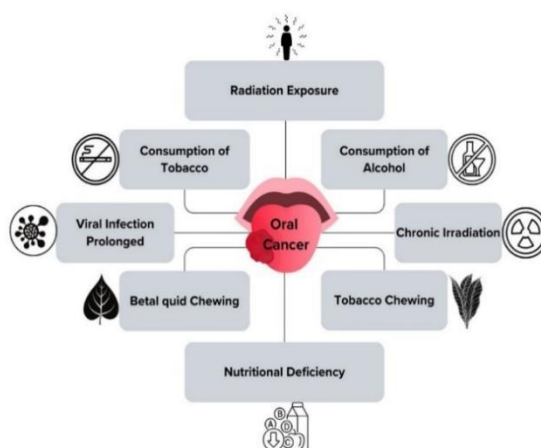 Radiation Exposure
Consumption of
Tobacco
Consumption of
Alcohol
Viral Infection
Prolonged
Oral
Cancer
Chronic Irradiation
Betal quid Chewing
Tobacco Chewing
Nutritional Deficiency
B
A
D
C